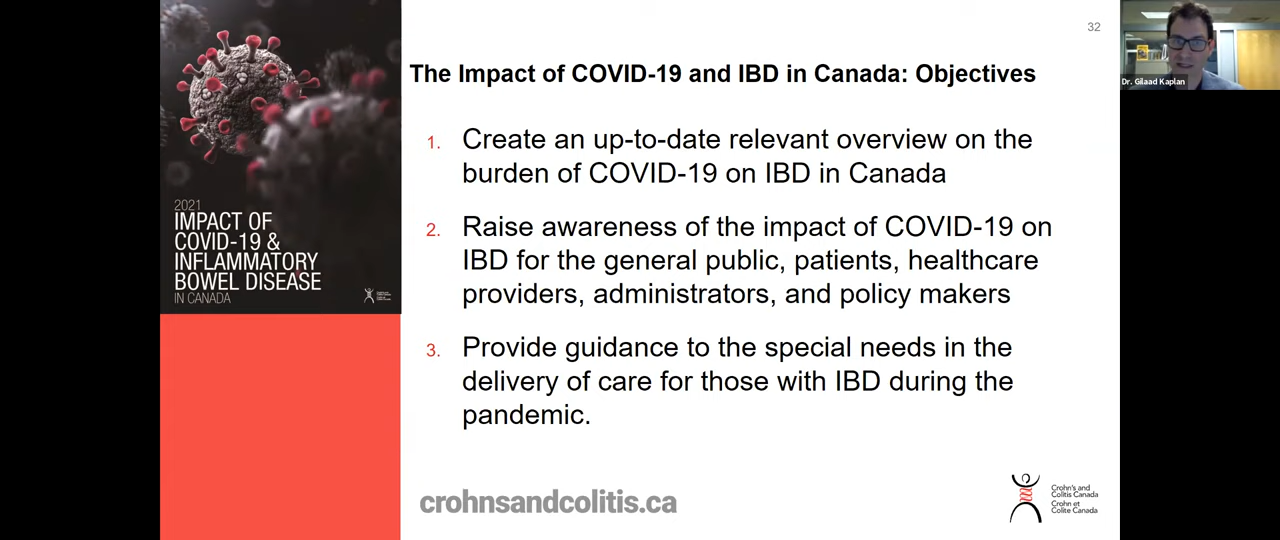 32
Dr. Gilaad Kaplan
The Impact of COVID-19 and IBD in Canada: Objectives
1. Create an up-to-date relevant overview on the
burden of COVID-19 on IBD in Canada
2. Raise awareness of the impact of COVID-19 on
IBD for the general public, patients, healthcare
providers, administrators, and policy makers
3. Provide guidance to the special needs in the
delivery of care for those with IBD during the
pandemic.
2021
IMPACT OF
COVID-19 &
INFLAMMATORY
BOWEL DISEASE
IN CANADA
crohnsandcolitis.ca
Crohn's and
Colitis Canada
Crohn et
Colite Canada